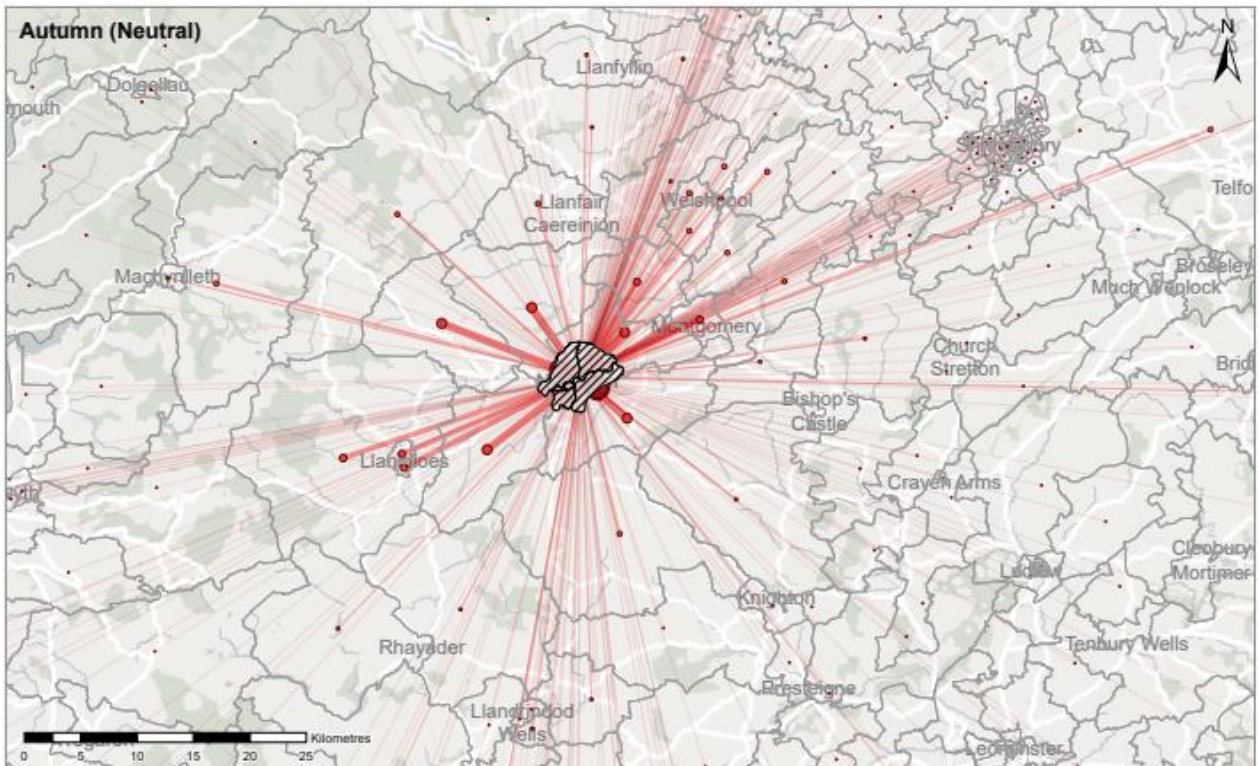 Autumn (Neutral)
N
Llanfyllin
Dolgellau
mouth
Telfo
Llanfair
Caereinion
Welshpool
Machynlleth
n
Broseley
Much Wenlock
Montgomery
Church
Stretton
Brid
Bishop's
Castle
Llanidloes
Craven Arms
yth
Cleobury
Mortimer
Ludlow
Knighton
Rhayader
Tenbury Wells
Presteigne
Llandrindod
Wells
Leominster
Kilometres
0 5 10 15 20 25